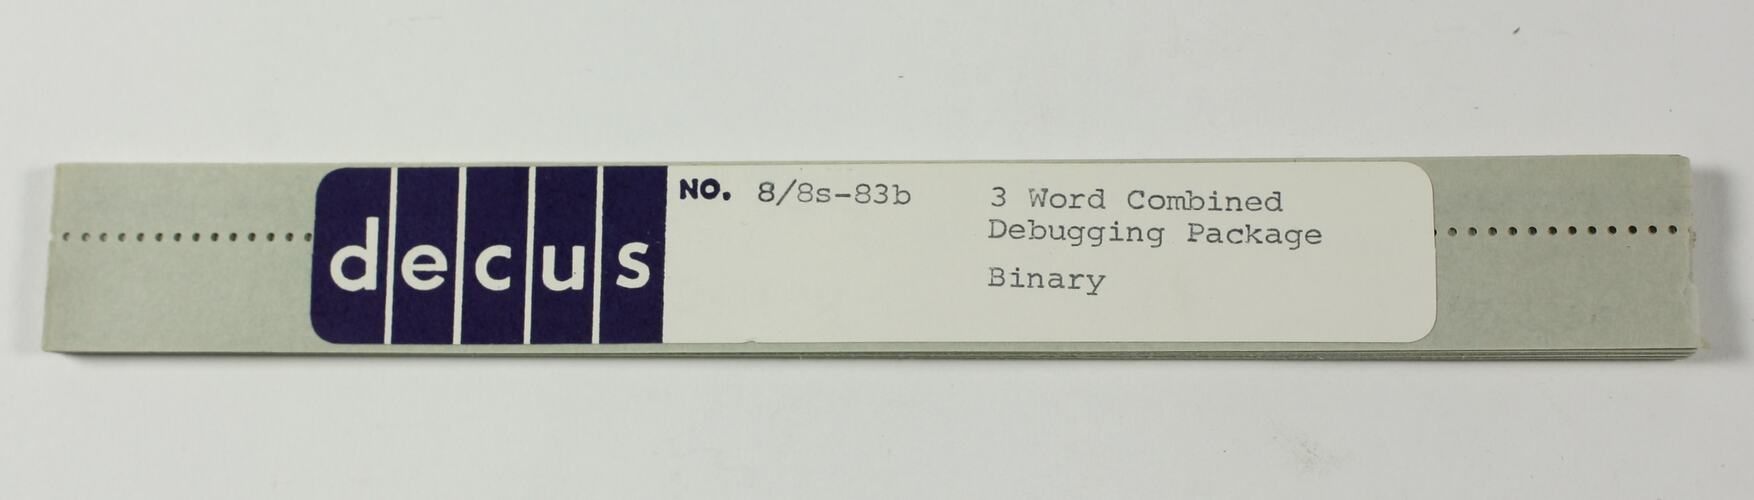 decus
NO. 8/8s-83b
3 Word Combined
Debugging Package
Binary